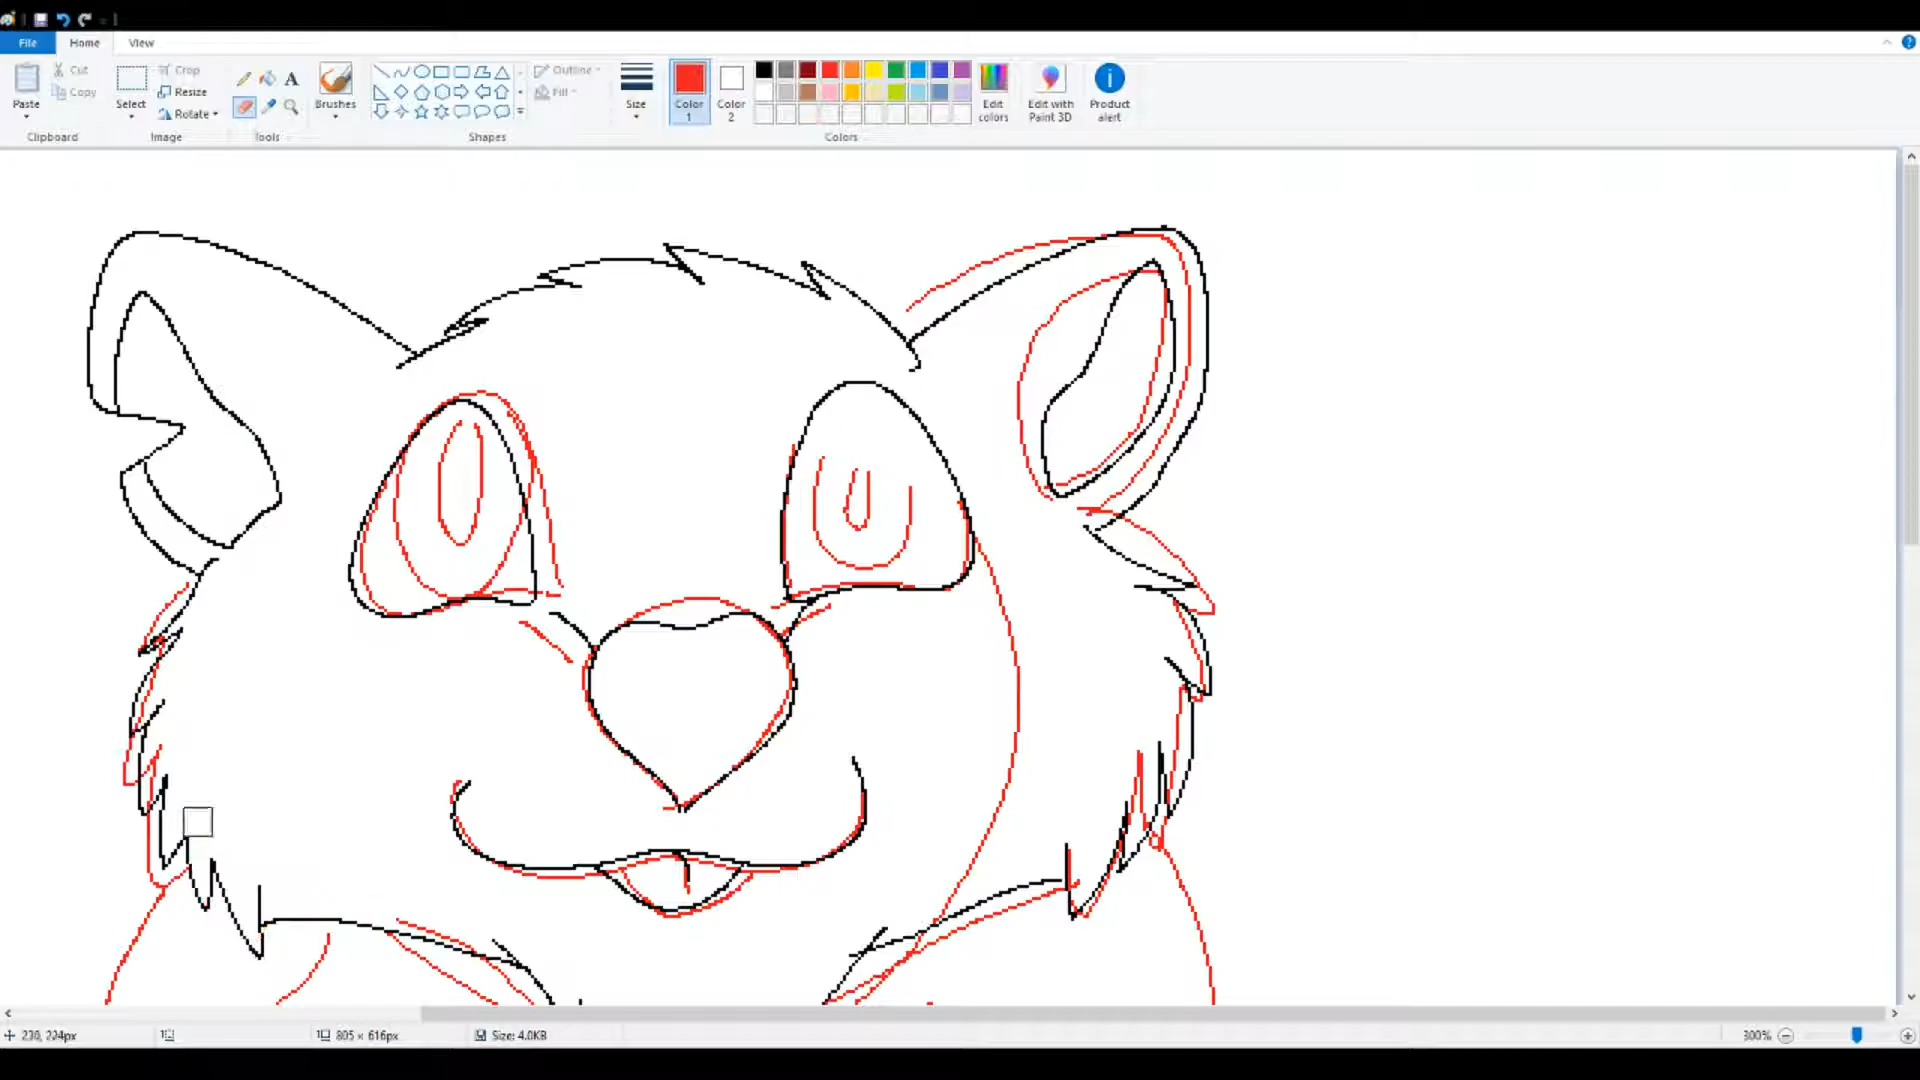 File Home View
Cut Crop A Outline Fill
Copy Resize
Paste Select Rotate Brushes Size Color 1 Color 2 Edit colors Edit with Paint 3D Product alert
Clipboard Image Tools Shapes Colors
230, 224px 805 × 616px Size: 4.0KB 300%